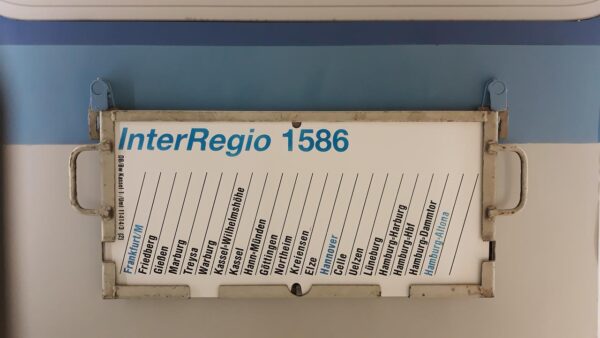 InterRegio 1586
Frankfurt/M
Friedberg
Gießen
Marburg
Treysa
Warburg
Kassel-Wilhelmshöhe
Kassel
Hann-Münden
Göttingen
Northeim
Kreiensen
Elze
Hannover
Celle
Uelzen
Lüneburg
Hamburg-Harburg
Hamburg-Hbf
Hamburg-Dammtor
Hamburg-Altona